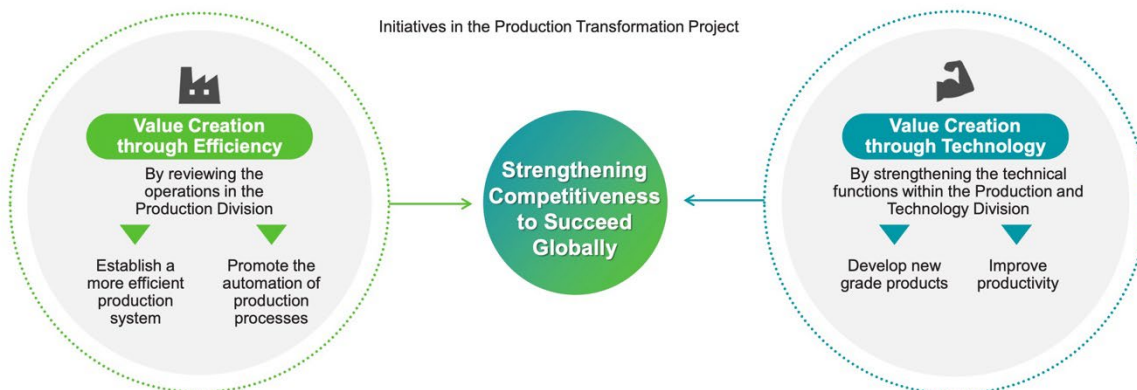 Initiatives in the Production Transformation Project
Value Creation
through Efficiency
By reviewing the
operations in the
Production Division
Establish a
more efficient
production
system
Promote the
automation of
production
processes
Strengthening
Competitiveness
to Succeed
Globally
Value Creation
through Technology
By strengthening the technical
functions within the Production and
Technology Division
Develop new
grade products
Improve
productivity